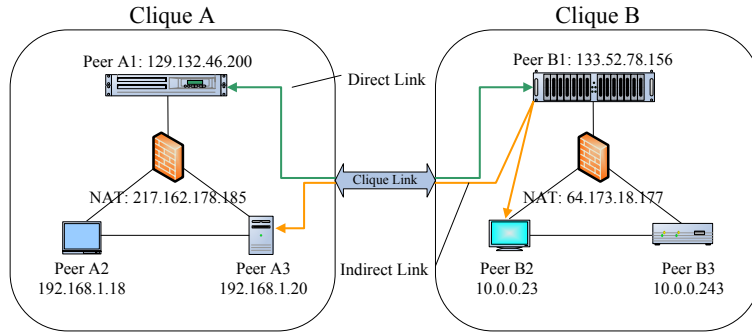 Clique A
Clique B
Peer A1: 129.132.46.200
Peer B1: 133.52.78.156
Direct Link
Clique Link
NAT: 217.162.178.185
NAT: 64.173.18.177
Peer A2
192.168.1.18
Peer A3
192.168.1.20
Indirect Link
Peer B2
10.0.0.23
Peer B3
10.0.0.243